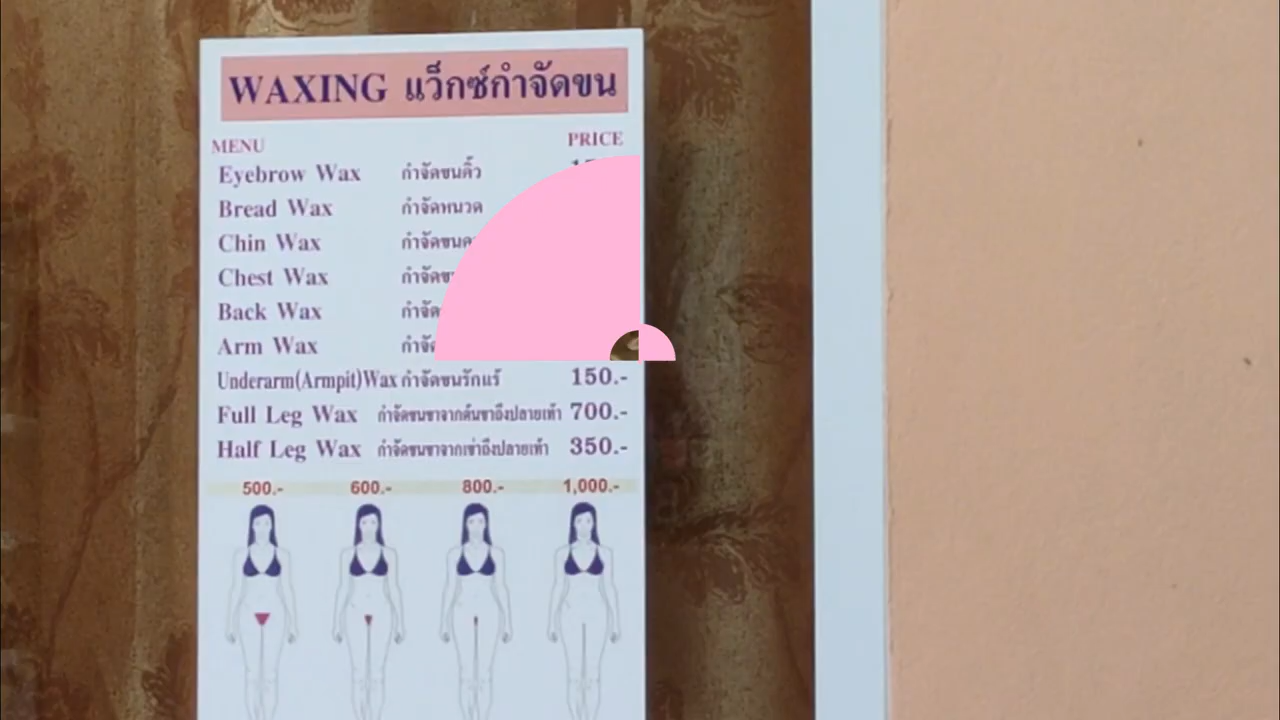 WAXING แว็กซ์กำจัดขน
MENU PRICE
Eyebrow Wax กำจัดขนคิ้ว
Bread Wax กำจัดหนวด
Chin Wax
Chest Wax
Back Wax
Arm Wax
Underarm(Armpit)Wax กำจัดขนรักแร้ 150.-
Full Leg Wax กำจัดขนขาจากต้นขาถึงปลายเท้า 700.-
Half Leg Wax กำจัดขนขาจากเข่าถึงปลายเท้า 350.-
500.- 600.- 800.- 1,000.-